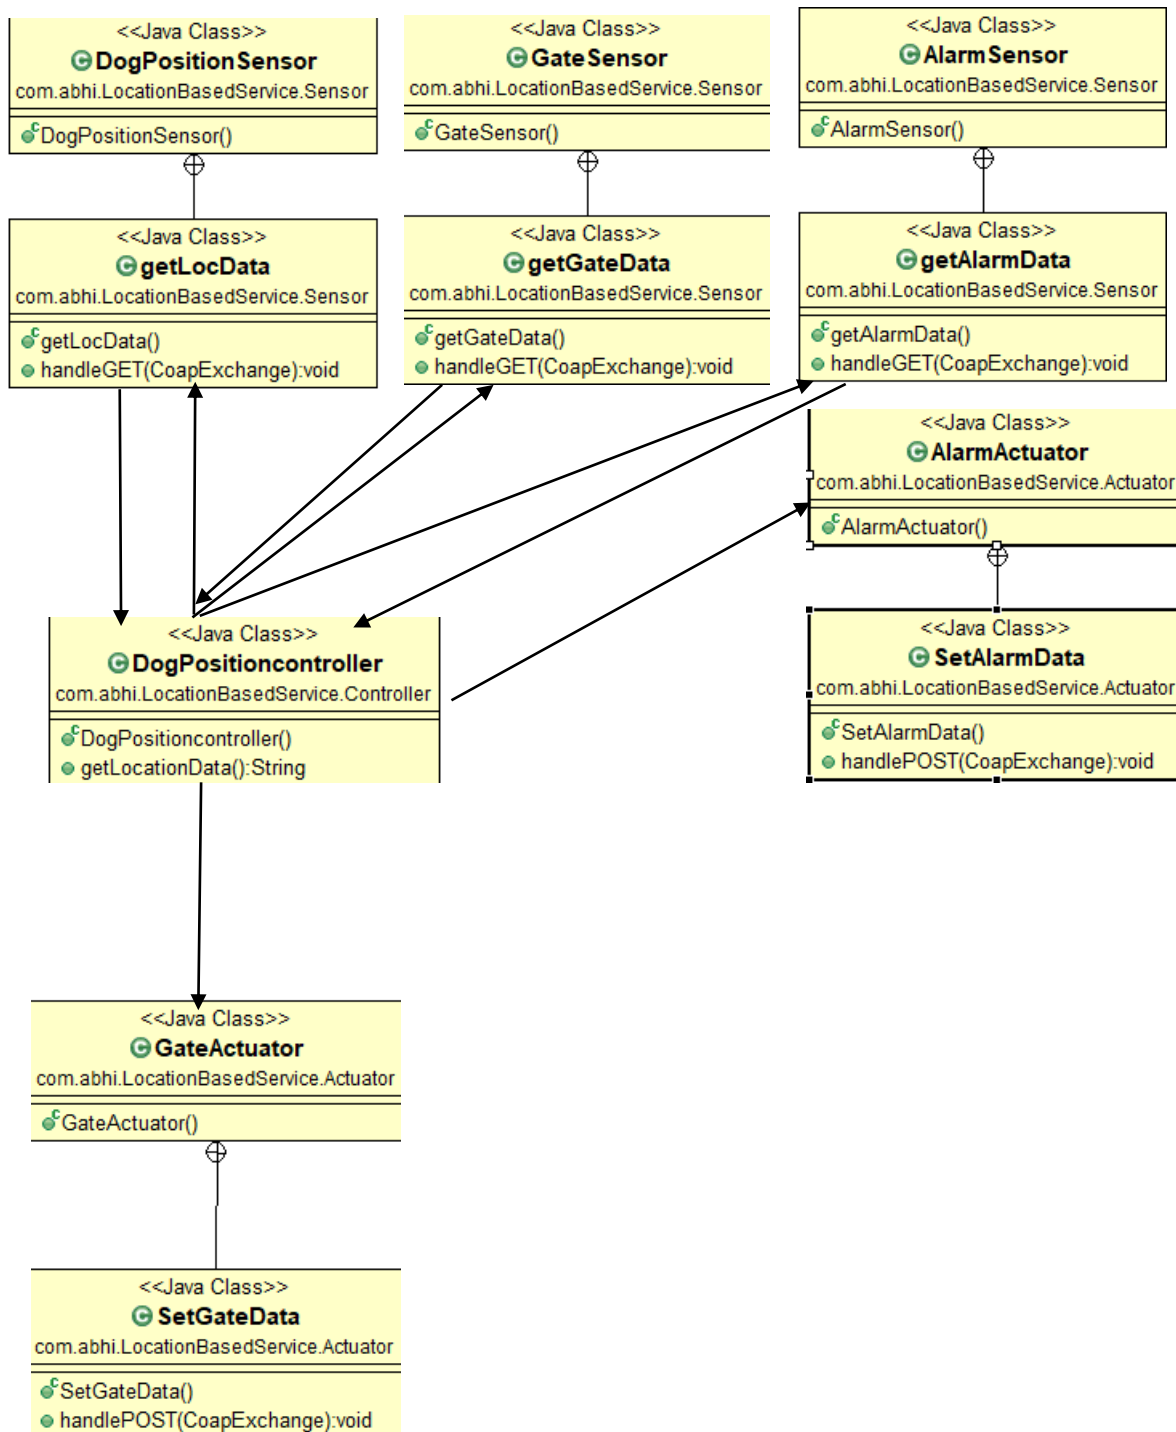 <<Java Class>>
DogPositionSensor
com.abhi.LocationBasedService.Sensor
DogPositionSensor()
<<Java Class>>
GateSensor
com.abhi.LocationBasedService.Sensor
GateSensor()
<<Java Class>>
AlarmSensor
com.abhi.LocationBasedService.Sensor
AlarmSensor()
<<Java Class>>
getLocData
com.abhi.LocationBasedService.Sensor
getLocData()
handleGET(CoapExchange):void
<<Java Class>>
getGateData
com.abhi.LocationBasedService.Sensor
getGateData()
handleGET(CoapExchange):void
<<Java Class>>
getAlarmData
com.abhi.LocationBasedService.Sensor
getAlarmData()
handleGET(CoapExchange):void
<<Java Class>>
AlarmActuator
com.abhi.LocationBasedService.Actuator
AlarmActuator()
<<Java Class>>
DogPositioncontroller
com.abhi.LocationBasedService.Controller
DogPositioncontroller()
getLocationData():String
<<Java Class>>
SetAlarmData
com.abhi.LocationBasedService.Actuator
SetAlarmData()
handlePOST(CoapExchange):void
<<Java Class>>
GateActuator
com.abhi.LocationBasedService.Actuator
GateActuator()
<<Java Class>>
SetGateData
com.abhi.LocationBasedService.Actuator
SetGateData()
handlePOST(CoapExchange):void